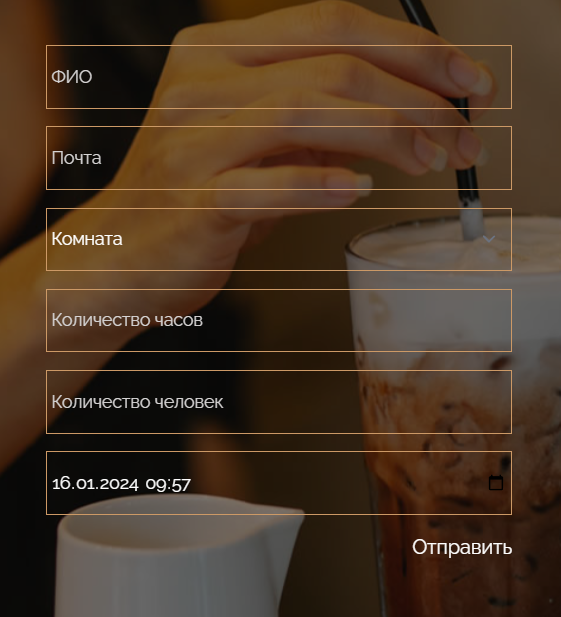 ФИО
Почта
Комната
Количество часов
Количество человек
16.01.2024 09:57
Отправить